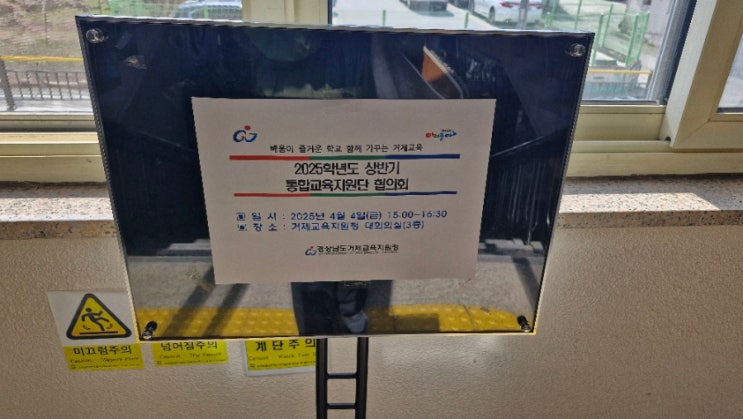 배움이 즐거운 학교 함께 가꾸는 거제교육
2025학년도 상반기
통합교육지원단 협의회
▣ 일 시 : 2025년 4월 4일(금) 15:00~16:30
▣ 장 소 : 거제교육지원청 대회의실(3층)
경상남도거제교육지원청
미끄럼주의
넘어짐주의
계단주의